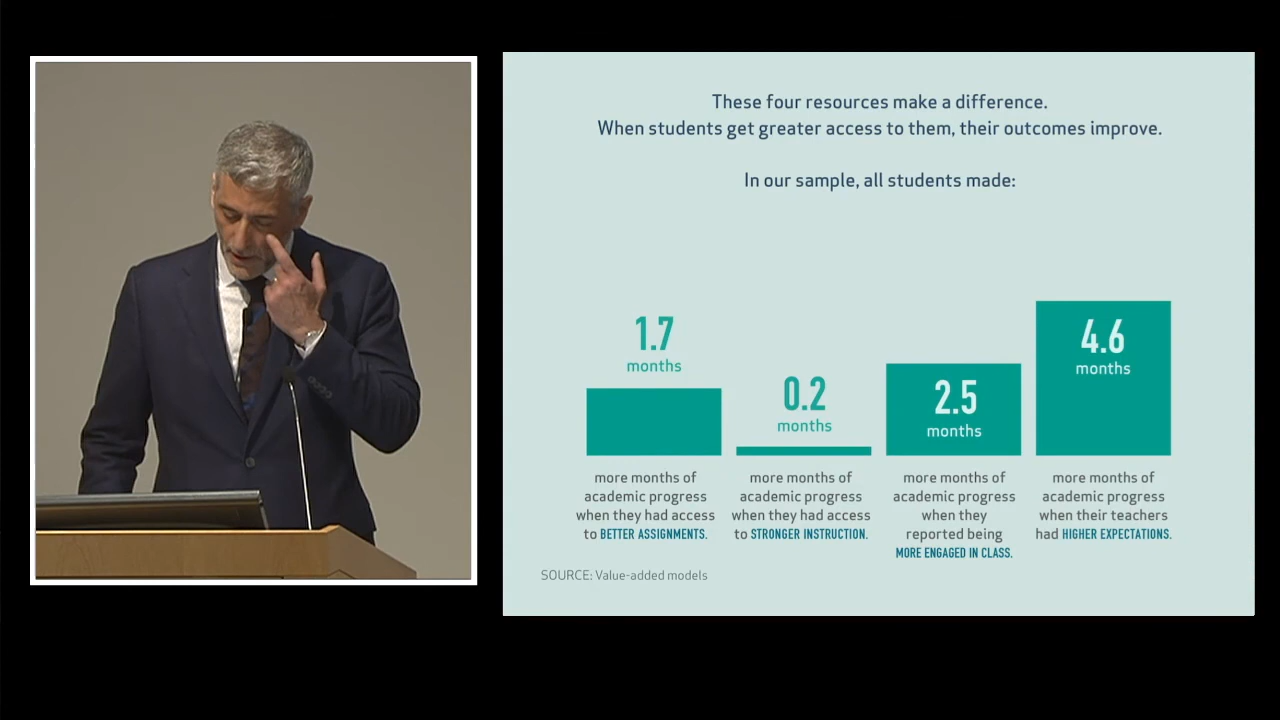 These four resources make a difference.
When students get greater access to them, their outcomes improve.
In our sample, all students made:
1.7
months
more months of
academic progress
when they had access
to BETTER ASSIGNMENTS.
0.2
months
more months of
academic progress
when they had access
to STRONGER INSTRUCTION.
2.5
months
more months of
academic progress
when they
reported being
MORE ENGAGED IN CLASS.
4.6
months
more months of
academic progress
when their teachers
had HIGHER EXPECTATIONS.
SOURCE: Value-added models